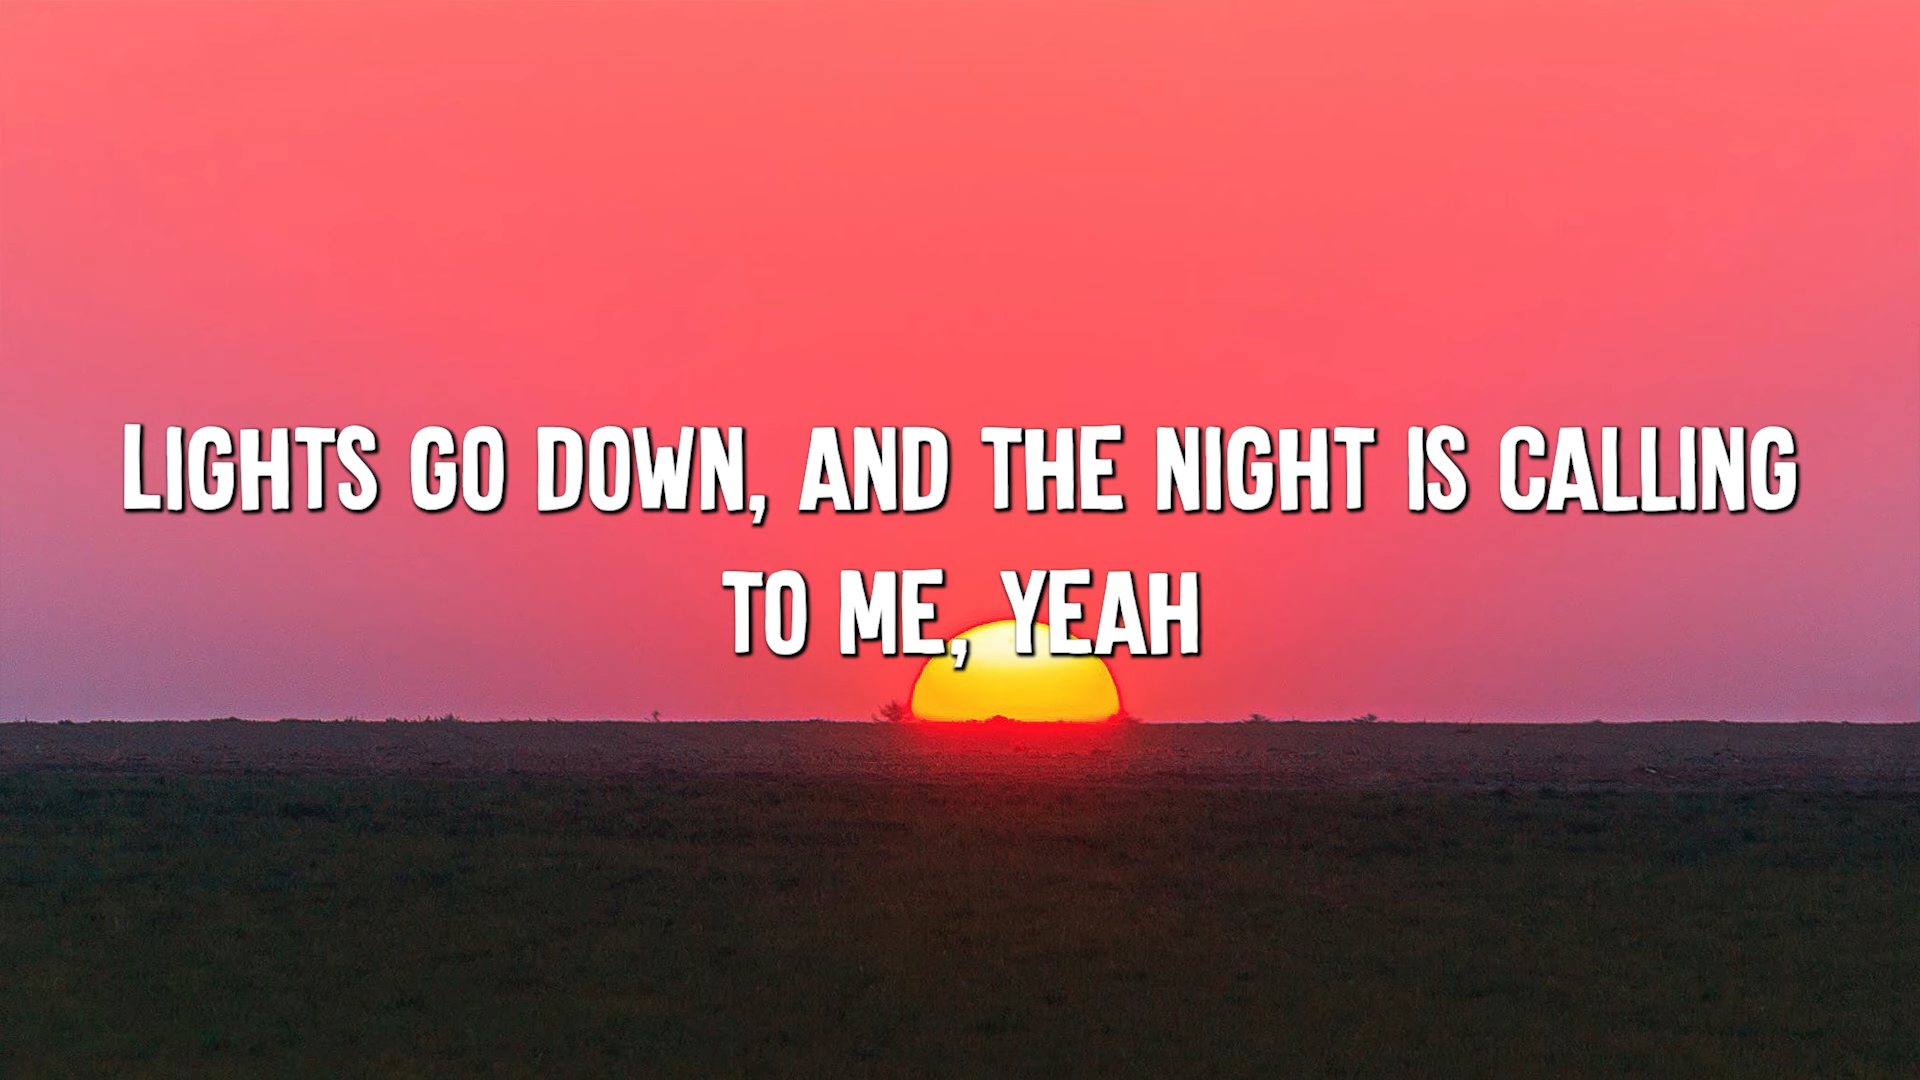 LIGHTS GO DOWN, AND THE NIGHT IS CALLING
TO ME, YEAH